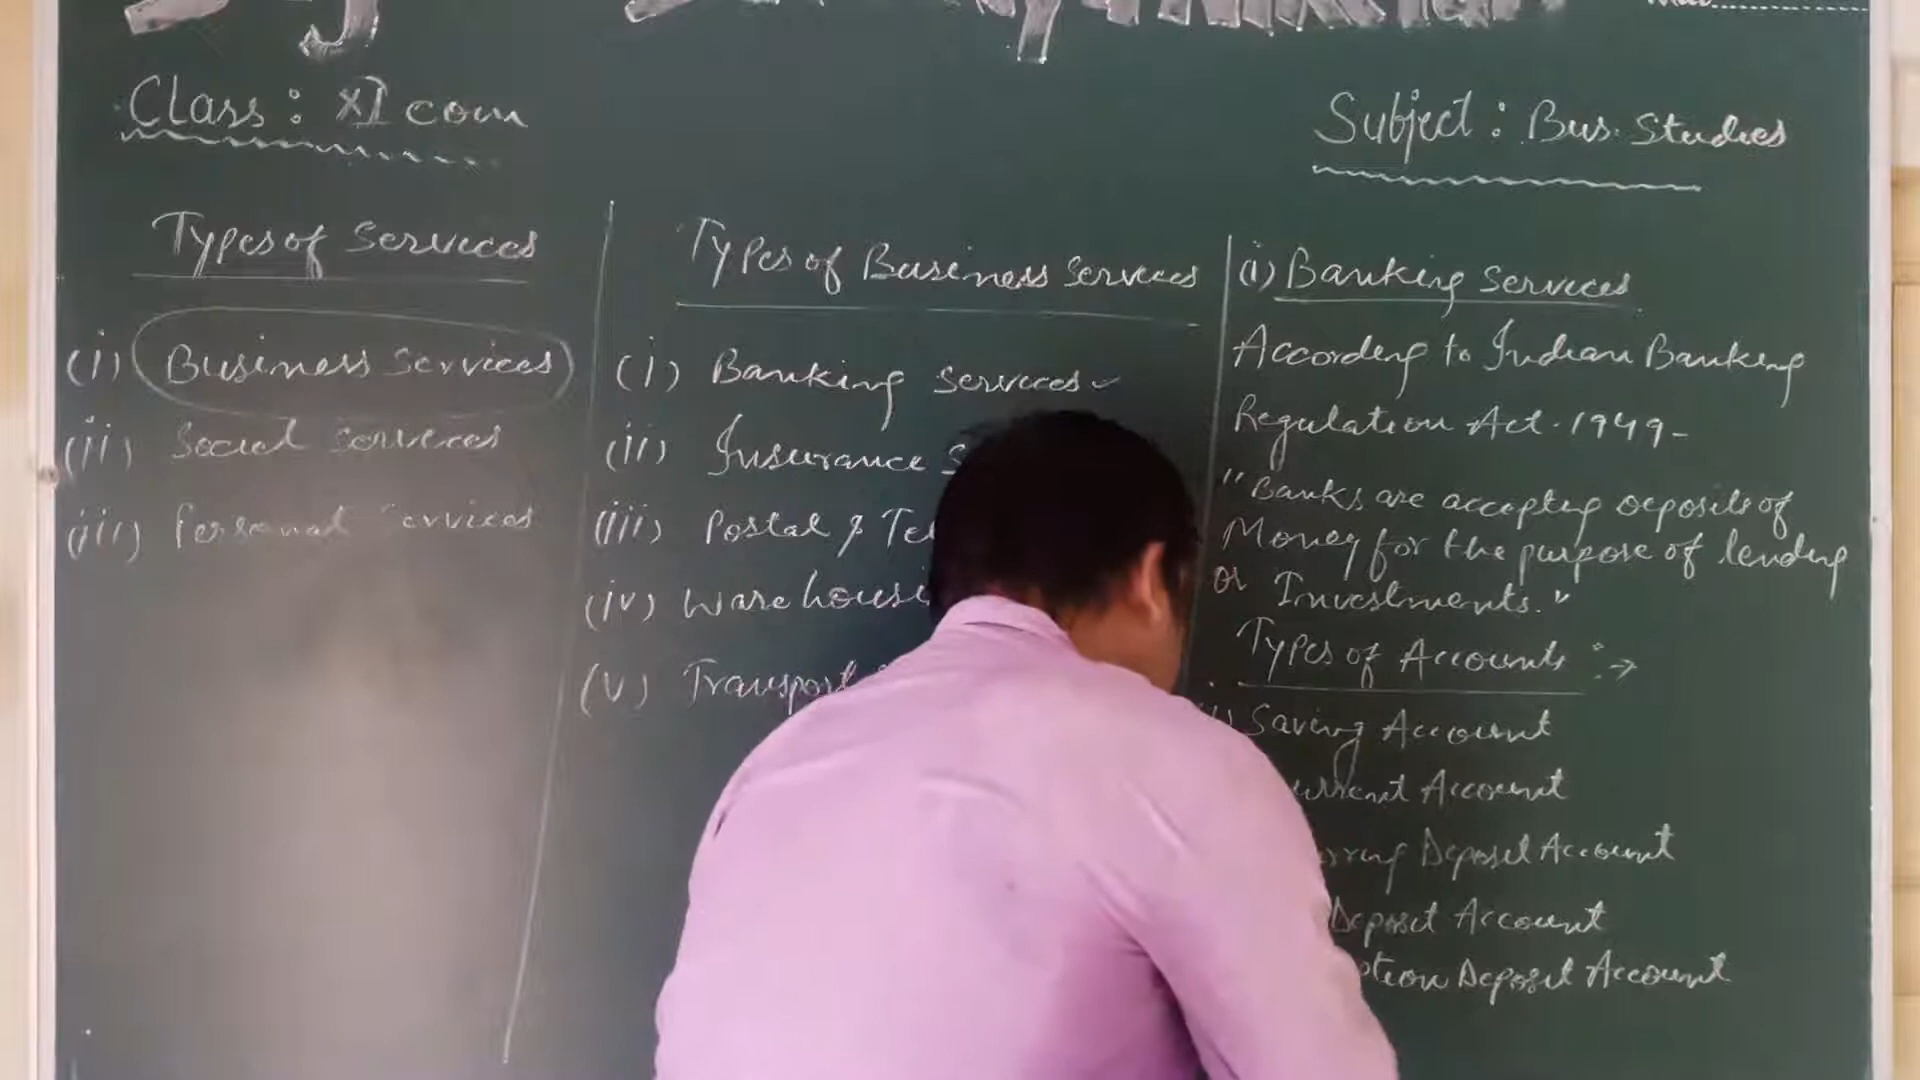 Class : XI com
Subject : Bus. Studies
Types of Services
(i) Business Services
(ii) Social Services
(iii) Personal Services
Types of Business Services
(i) Banking Services
(ii) Insurance
(iii) Postal &
(iv) Warehousi
(v) Transport
(i) Banking Services
According to Indian Banking
Regulation Act. 1949-
"Banks are accepting deposits of
Money for the purpose of lending
or Investments."
Types of Accounts :→
Saving Account
urrent Account
rring Deposit Account
Deposit Account
ption Deposit Account